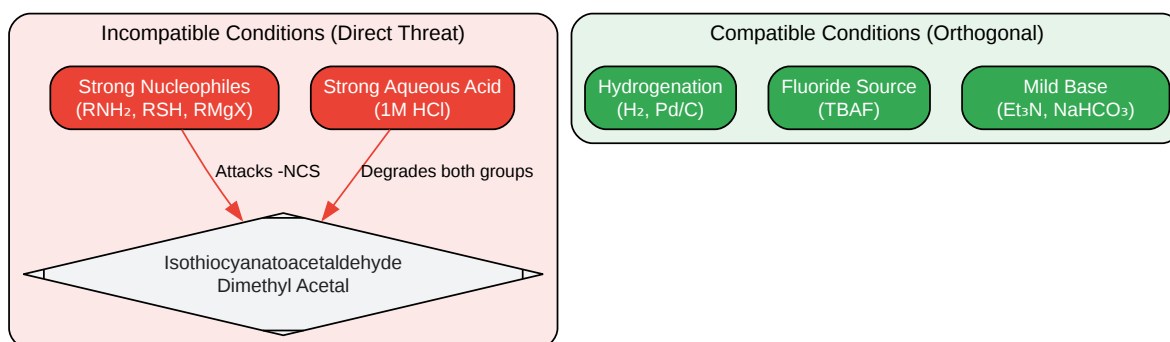 Incompatible Conditions (Direct Threat)
Strong Nucleophiles
(RNH₂, RSH, RMgX)
Strong Aqueous Acid
(1M HCl)
Attacks -NCS
Degrades both groups
Isothiocyanatoacetaldehyde
Dimethyl Acetal
Compatible Conditions (Orthogonal)
Hydrogenation
(H₂, Pd/C)
Fluoride Source
(TBAF)
Mild Base
(Et₃N, NaHCO₃)